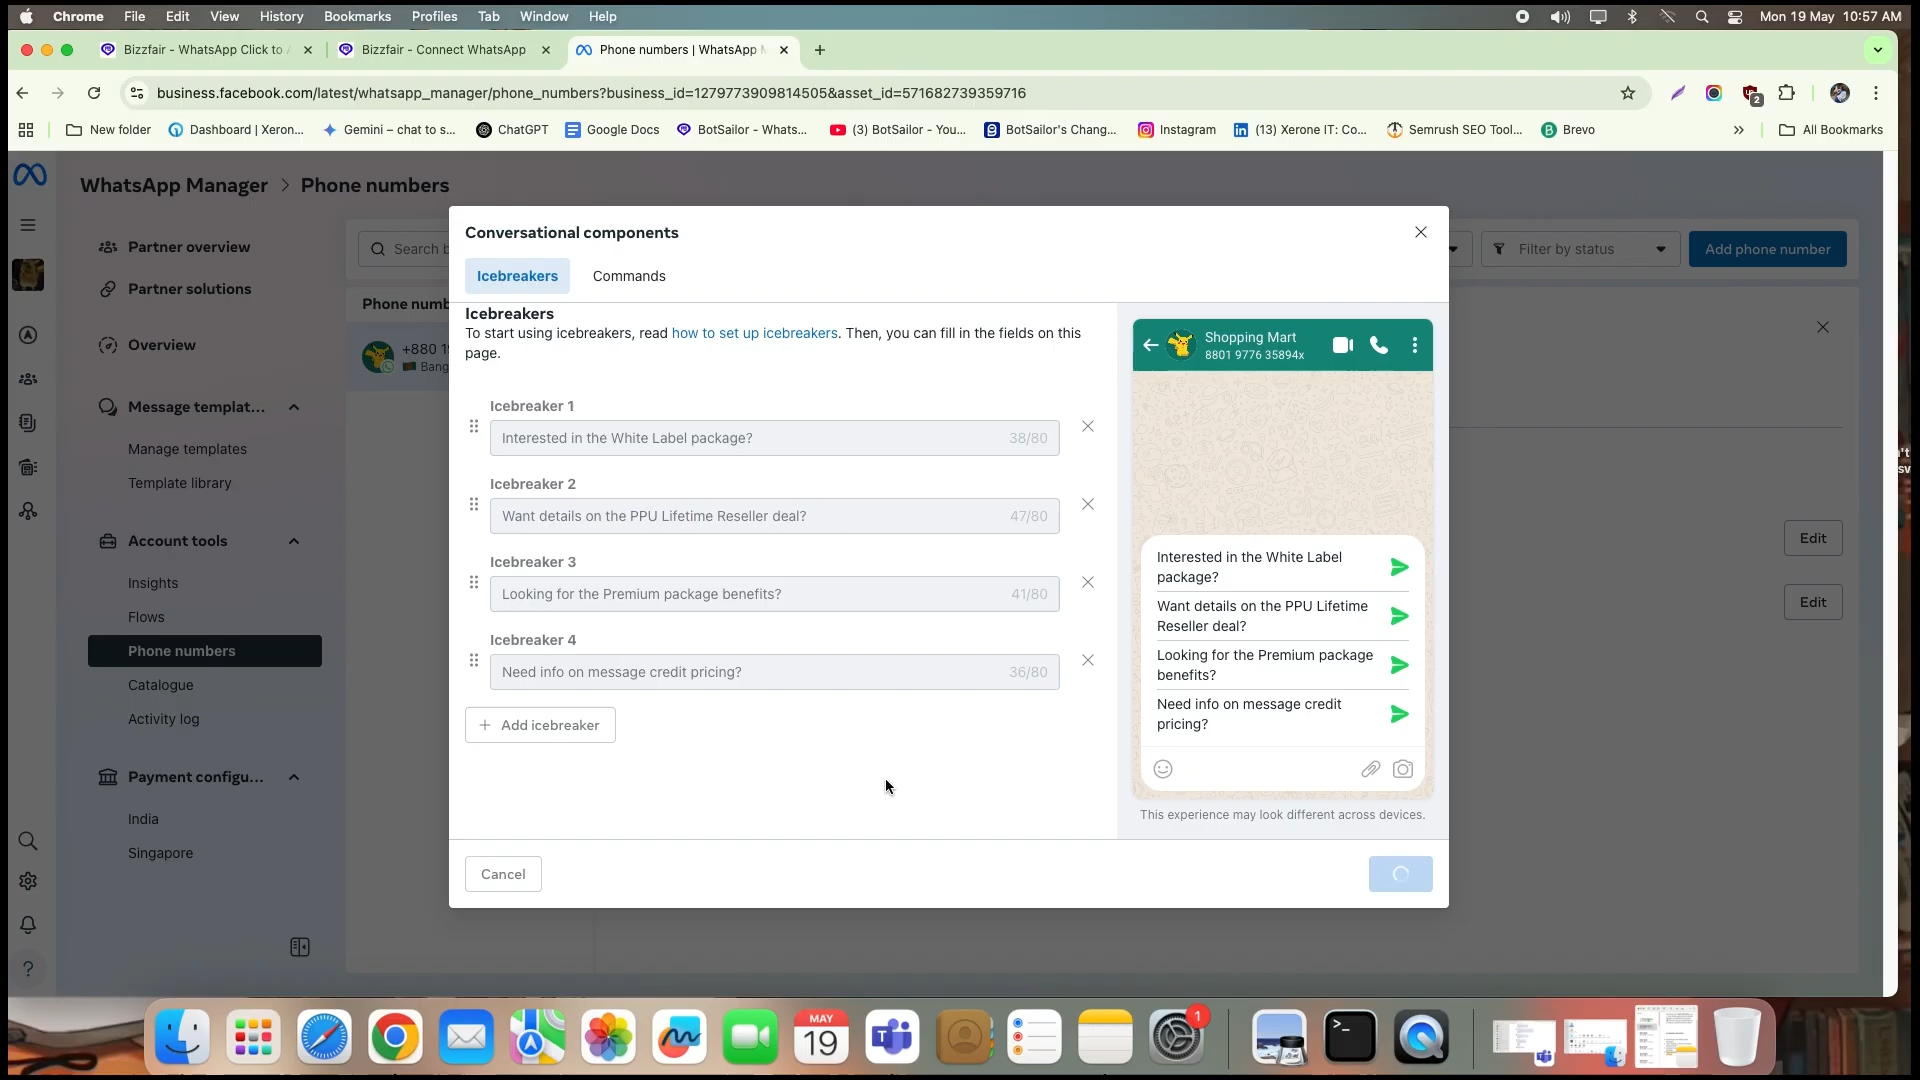 Chrome File Edit View History Bookmarks Profiles Tab Window Help Mon 19 May 10:57 AM
Bizzfair - WhatsApp Click to Bizzfair - Connect WhatsApp Phone numbers | WhatsApp
business.facebook.com/latest/whatsapp_manager/phone_numbers?business_id=1279773909814505&asset_id=571682739359716
2
New folder Dashboard | Xeron... Gemini – chat to s... ChatGPT Google Docs BotSailor - Whats... (3) BotSailor - You... BotSailor's Chang... Instagram (13) Xerone IT: Co... Semrush SEO Tool... Brevo » All Bookmarks
WhatsApp Manager > Phone numbers
Partner overview
Partner solutions
Overview
Message templat...
Manage templates
Template library
Account tools
Insights
Flows
Phone numbers
Catalogue
Activity log
Payment configu...
India
Singapore
Search
Filter by status
Add phone number
Phone numb
+880 1
Bang
Edit
Edit
Conversational components
Icebreakers Commands
Icebreakers
To start using icebreakers, read how to set up icebreakers. Then, you can fill in the fields on this
page.
Icebreaker 1
Interested in the White Label package? 38/80
Icebreaker 2
Want details on the PPU Lifetime Reseller deal? 47/80
Icebreaker 3
Looking for the Premium package benefits? 41/80
Icebreaker 4
Need info on message credit pricing? 36/80
+ Add icebreaker
Cancel
Shopping Mart
8801 9776 35894x
Interested in the White Label
package?
Want details on the PPU Lifetime
Reseller deal?
Looking for the Premium package
benefits?
Need info on message credit
pricing?
This experience may look different across devices.
MAY
19
1